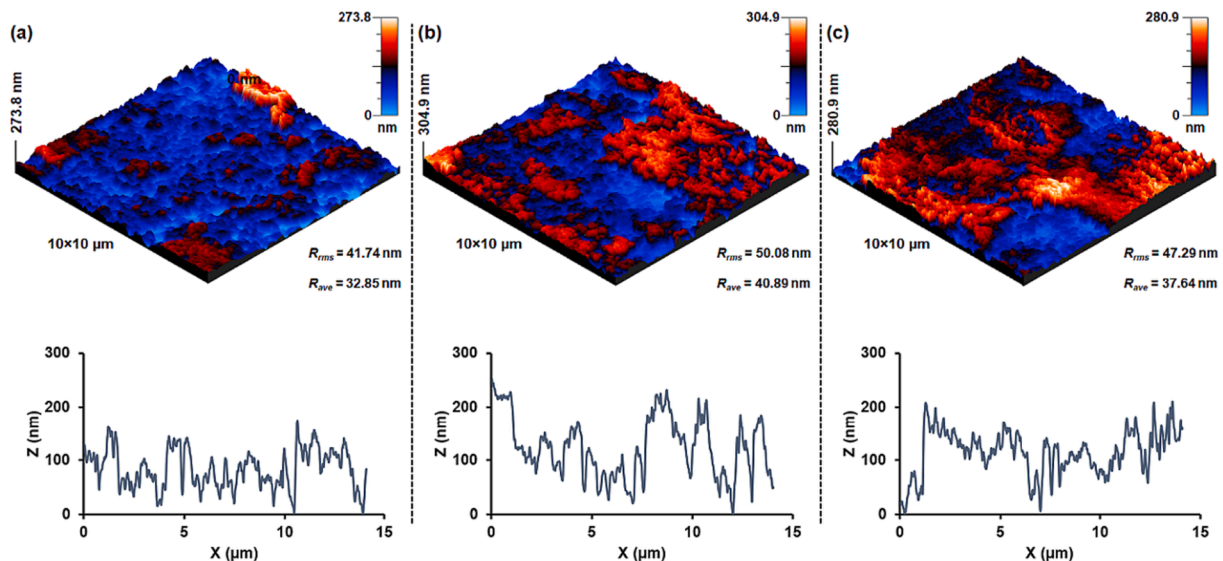 (a)
273.8
0
nm
0 nm
273.8 nm
10×10 µm
Rrms = 41.74 nm
Rave = 32.85 nm
(b)
304.9
0
nm
304.9 nm
10×10 µm
Rrms = 50.08 nm
Rave = 40.89 nm
(c)
280.9
0
nm
280.9 nm
10×10 µm
Rrms = 47.29 nm
Rave = 37.64 nm
300
200
100
0
Z (nm)
0 5 10 15
X (µm)
300
200
100
0
Z (nm)
0 5 10 15
X (µm)
300
200
100
0
Z (nm)
0 5 10 15
X (µm)